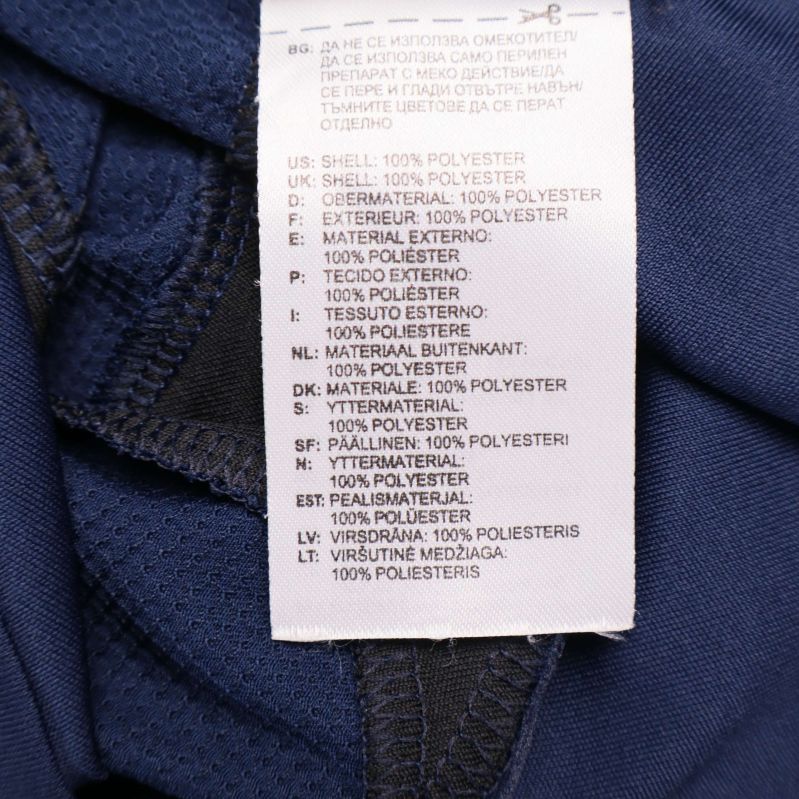 BG: ДА НЕ СЕ ИЗПОЛЗВА ОМЕКОТИТЕЛ/
ДА СЕ ИЗПОЛЗВА САМО ПЕРИЛЕН
ПРЕПАРАТ С МЕКО ДЕЙСТВИЕ/ДА
СЕ ПЕРЕ И ГЛАДИ ОТВЪТРЕ НАВЪН/
ТЪМНИТЕ ЦВЕТОВЕ ДА СЕ ПЕРАТ
ОТДЕЛНО
US: SHELL: 100% POLYESTER
UK: SHELL: 100% POLYESTER
D: OBERMATERIAL: 100% POLYESTER
F: EXTERIEUR: 100% POLYESTER
E: MATERIAL EXTERNO:
100% POLIÉSTER
P: TECIDO EXTERNO:
100% POLIÉSTER
I: TESSUTO ESTERNO:
100% POLIESTERE
NL: MATERIAAL BUITENKANT:
100% POLYESTER
DK: MATERIALE: 100% POLYESTER
S: YTTERMATERIAL:
100% POLYESTER
SF: PÄÄLLINEN: 100% POLYESTERI
N: YTTERMATERIAL:
100% POLYESTER
EST: PEALISMATERJAL:
100% POLÜESTER
LV: VIRSDRĀNA: 100% POLIESTERIS
LT: VIRŠUTINĖ MEDŽIAGA:
100% POLIESTERIS